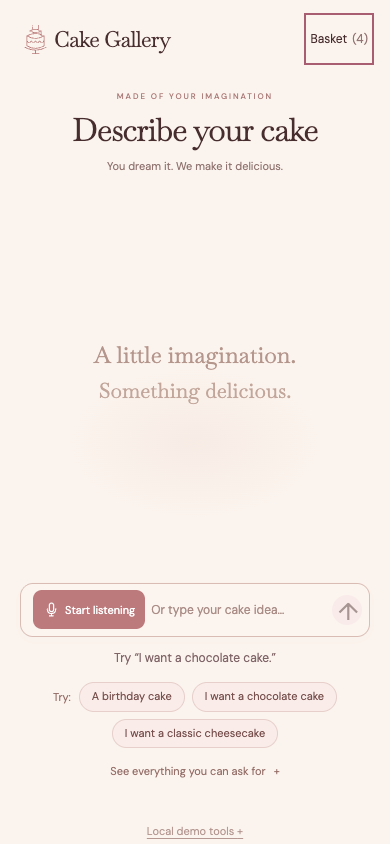 Cake Gallery
Basket (4)
MADE OF YOUR IMAGINATION
Describe your cake
You dream it. We make it delicious.
A little imagination.
Something delicious.
Start listening
Or type your cake idea…
Try “I want a chocolate cake.”
Try:
A birthday cake
I want a chocolate cake
I want a classic cheesecake
See everything you can ask for +
Local demo tools +